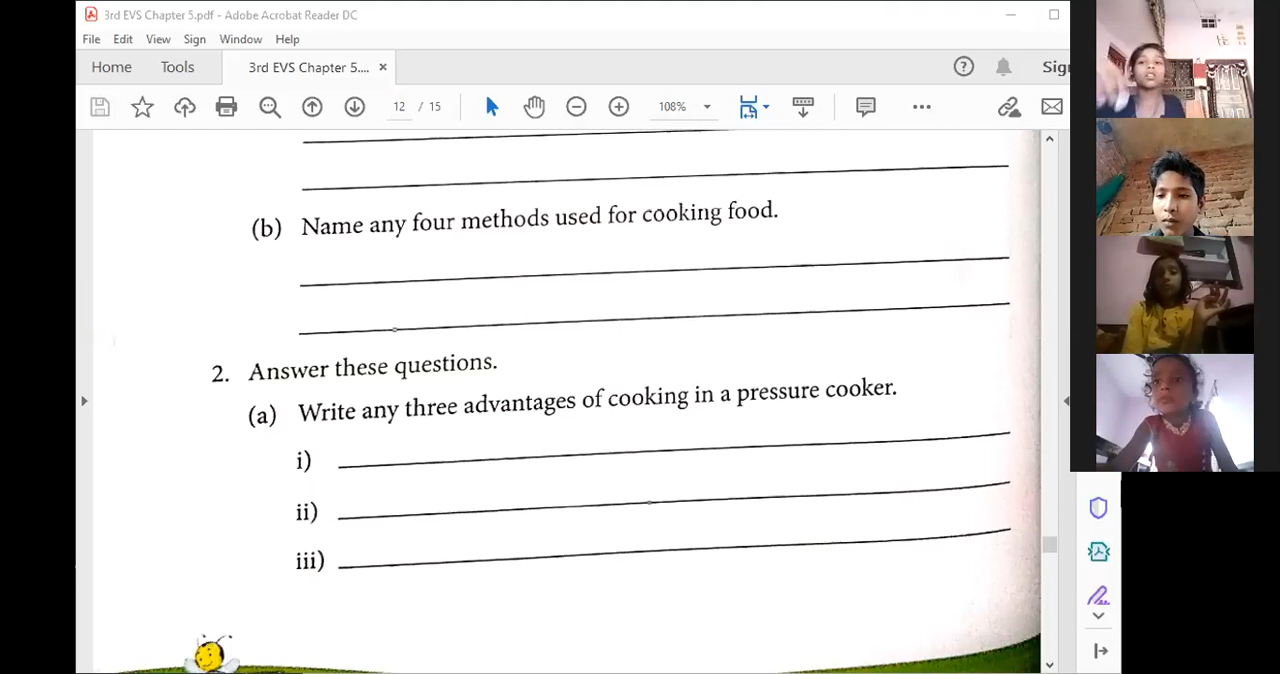 3rd EVS Chapter 5.pdf - Adobe Acrobat Reader DC
File Edit View Sign Window Help
Home Tools 3rd EVS Chapter 5....
12 / 15 108%
(b) Name any four methods used for cooking food.
2. Answer these questions.
(a) Write any three advantages of cooking in a pressure cooker.
i)
ii)
iii)